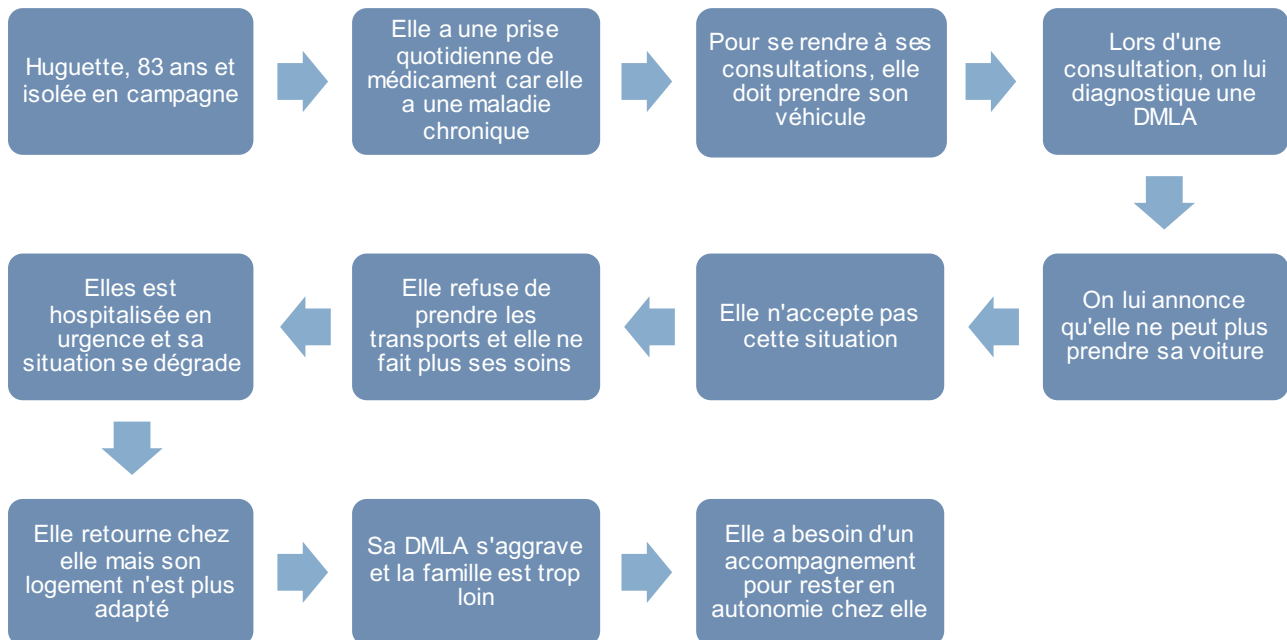 Huguette, 83 ans et
isolée en campagne
Elle a une prise
quotidienne de
médicament car elle
a une maladie
chronique
Pour se rendre à ses
consultations, elle
doit prendre son
véhicule
Lors d'une
consultation, on lui
diagnostique une
DMLA
On lui annonce
qu'elle ne peut plus
prendre sa voiture
Elle n'accepte pas
cette situation
Elle refuse de
prendre les
transports et elle ne
fait plus ses soins
Elles est
hospitalisée en
urgence et sa
situation se dégrade
Elle retourne chez
elle mais son
logement n'est plus
adapté
Sa DMLA s'aggrave
et la famille est trop
loin
Elle a besoin d'un
accompagnement
pour rester en
autonomie chez elle